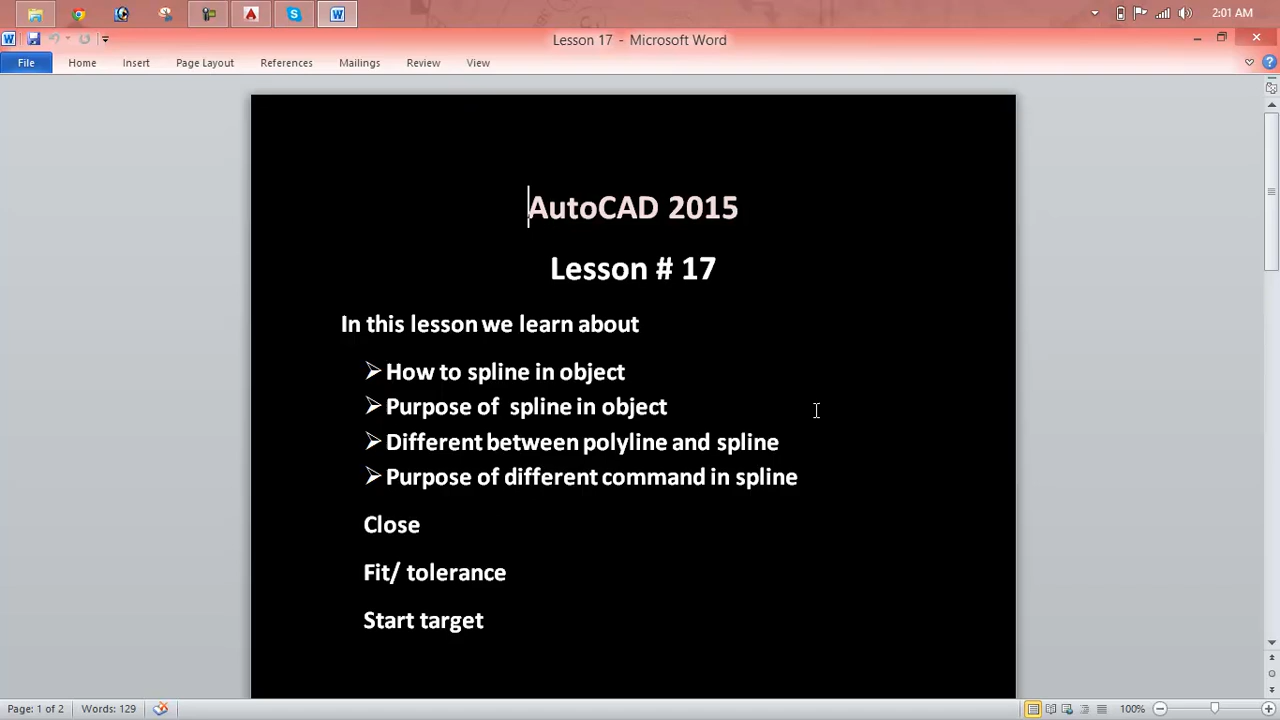 2:01 AM
Lesson 17 - Microsoft Word
File Home Insert Page Layout References Mailings Review View
AutoCAD 2015
Lesson # 17
In this lesson we learn about
How to spline in object
Purpose of spline in object
Different between polyline and spline
Purpose of different command in spline
Close
Fit/ tolerance
Start target
Page: 1 of 2 Words: 129 100%